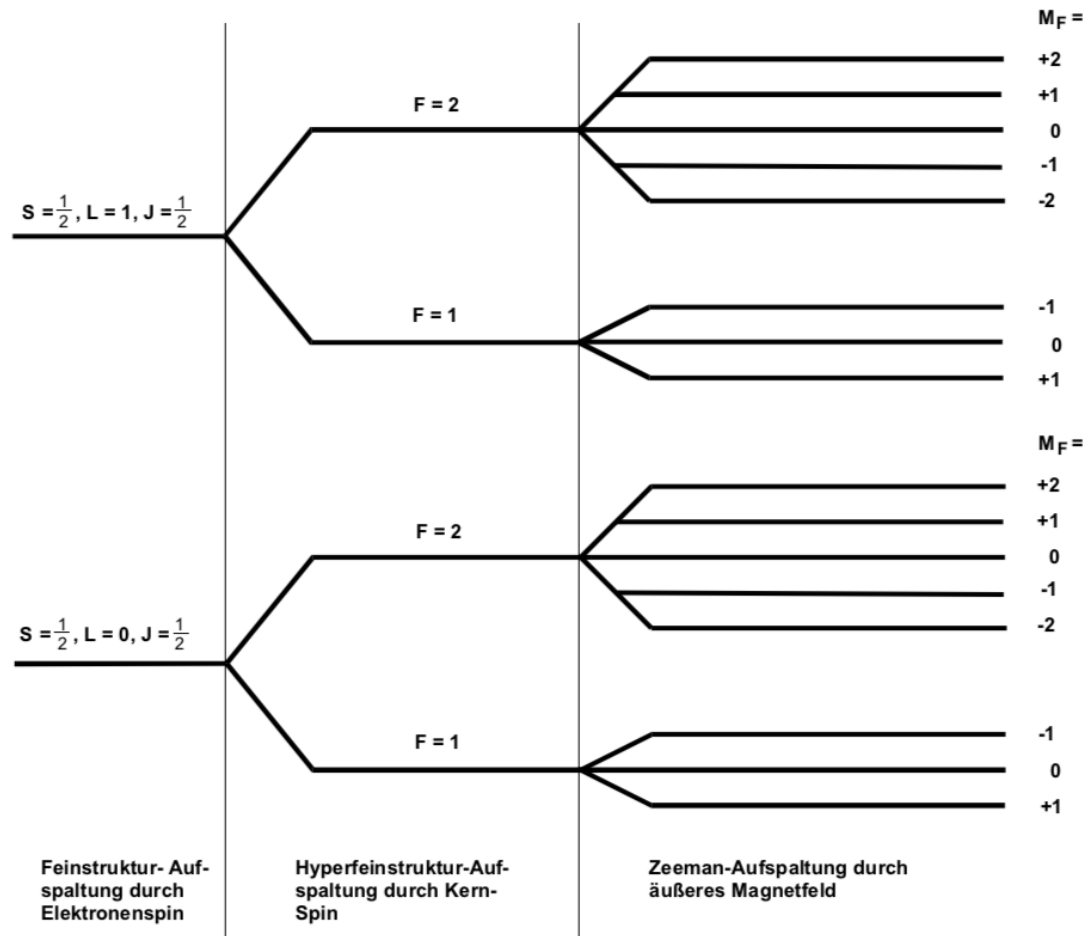 M_F =
+2
+1
F = 2
0
-1
-2
S = 1/2, L = 1, J = 1/2
F = 1
-1
0
+1
M_F =
+2
+1
F = 2
0
-1
-2
S = 1/2, L = 0, J = 1/2
F = 1
-1
0
+1
Feinstruktur- Auf-
spaltung durch
Elektronenspin
Hyperfeinstruktur-Auf-
spaltung durch Kern-
Spin
Zeeman-Aufspaltung durch
äußeres Magnetfeld